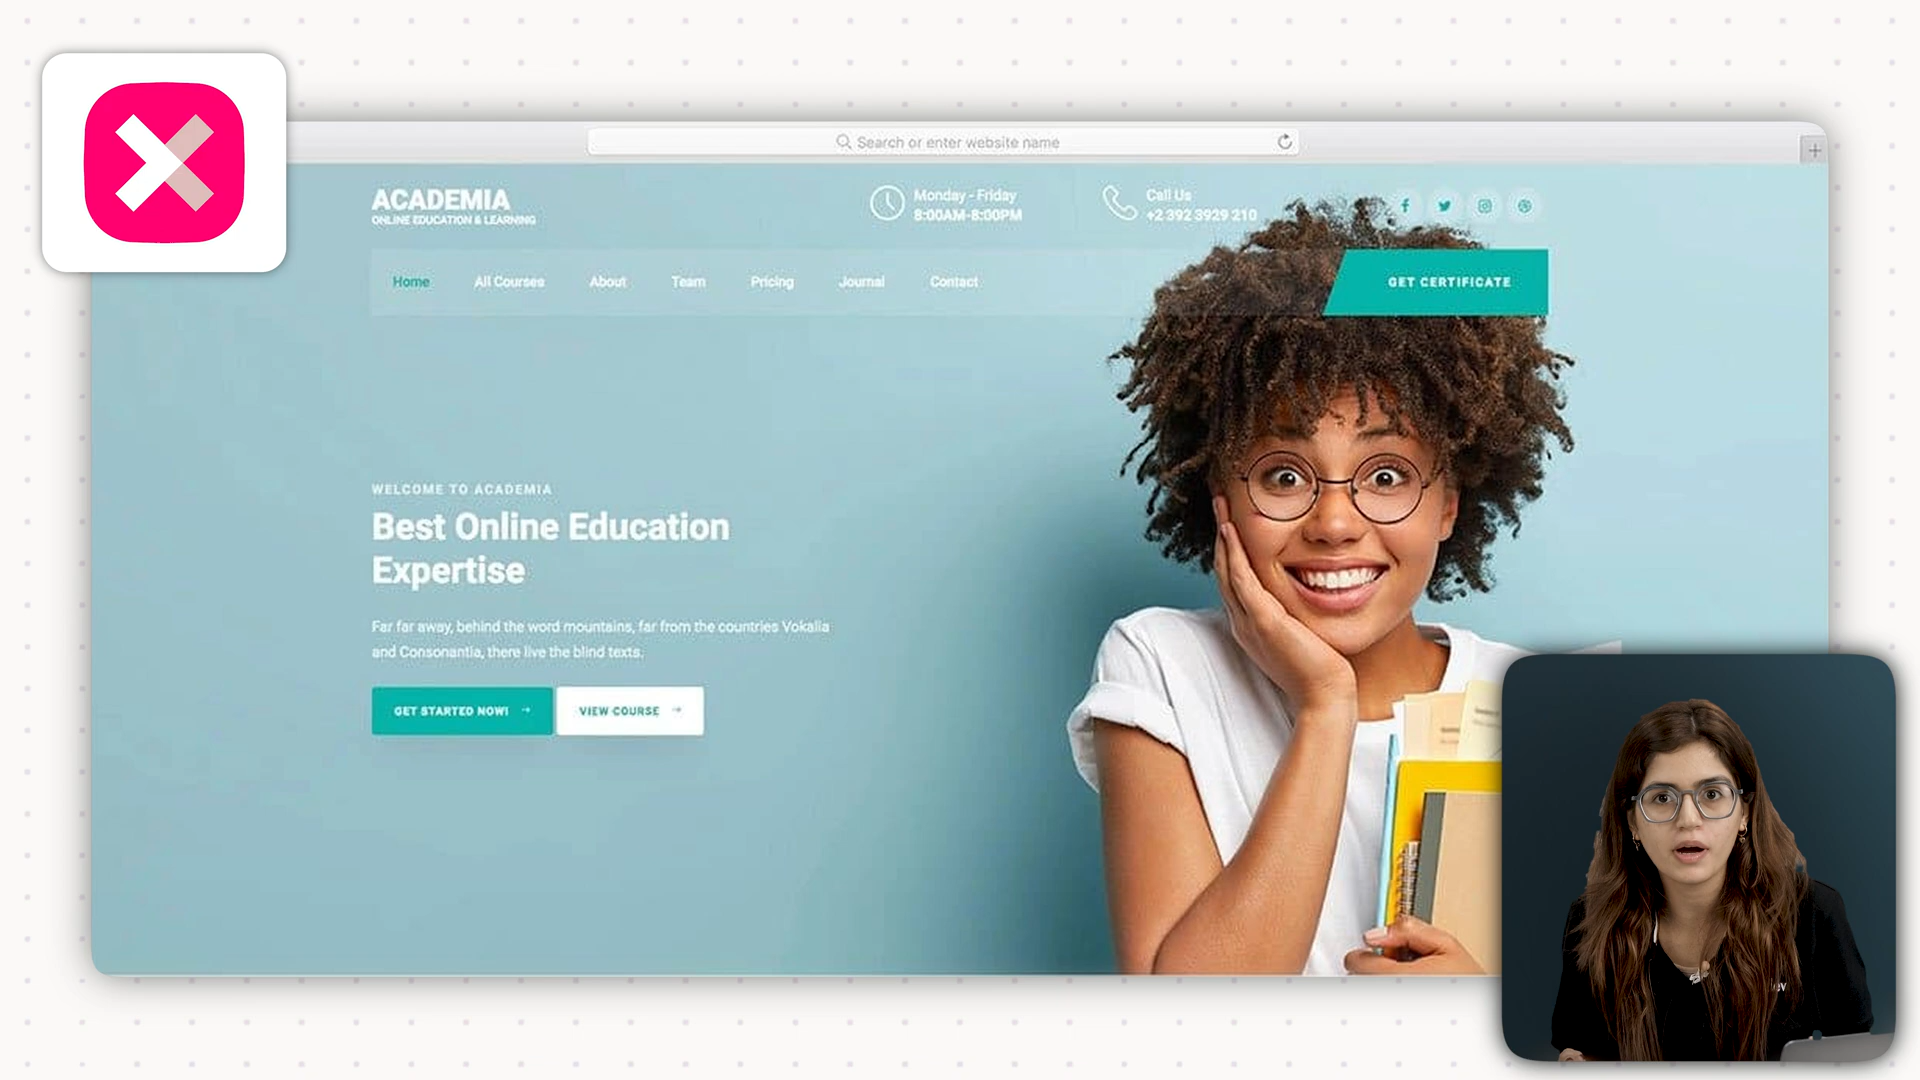 Search or enter website name
ACADEMIA
ONLINE EDUCATION & LEARNING
Monday - Friday
8:00AM-8:00PM
Call Us
+2 392 3929 210
Home
All Courses
About
Team
Pricing
Journal
Contact
GET CERTIFICATE
WELCOME TO ACADEMIA
Best Online Education
Expertise
Far far away, behind the word mountains, far from the countries Vokalia
and Consonantia, there live the blind texts.
GET STARTED NOW!
VIEW COURSE